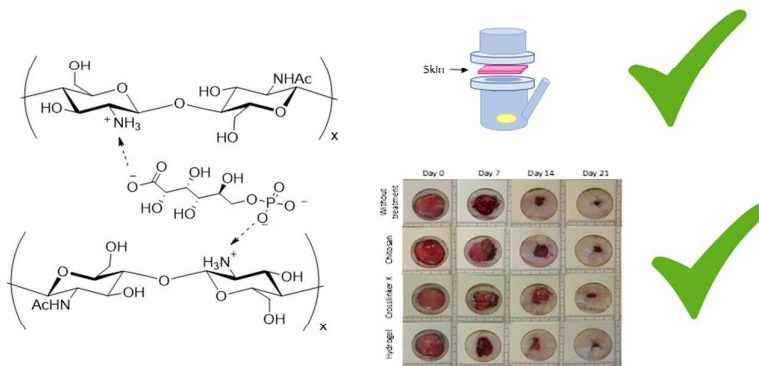 OH
O
HO
NH₃
+
O
HO
NHAc
O
HO
x
O
⁻O
OH
OH
OH
OH
O
P
O
O⁻
O⁻
OH
O
AcHN
HO
O
H₃N
+
OH
O
OH
x
Skin
Day 0
Day 7
Day 14
Day 21
Without
treatment
Chitosan
Crosslinker X
Hydrogel